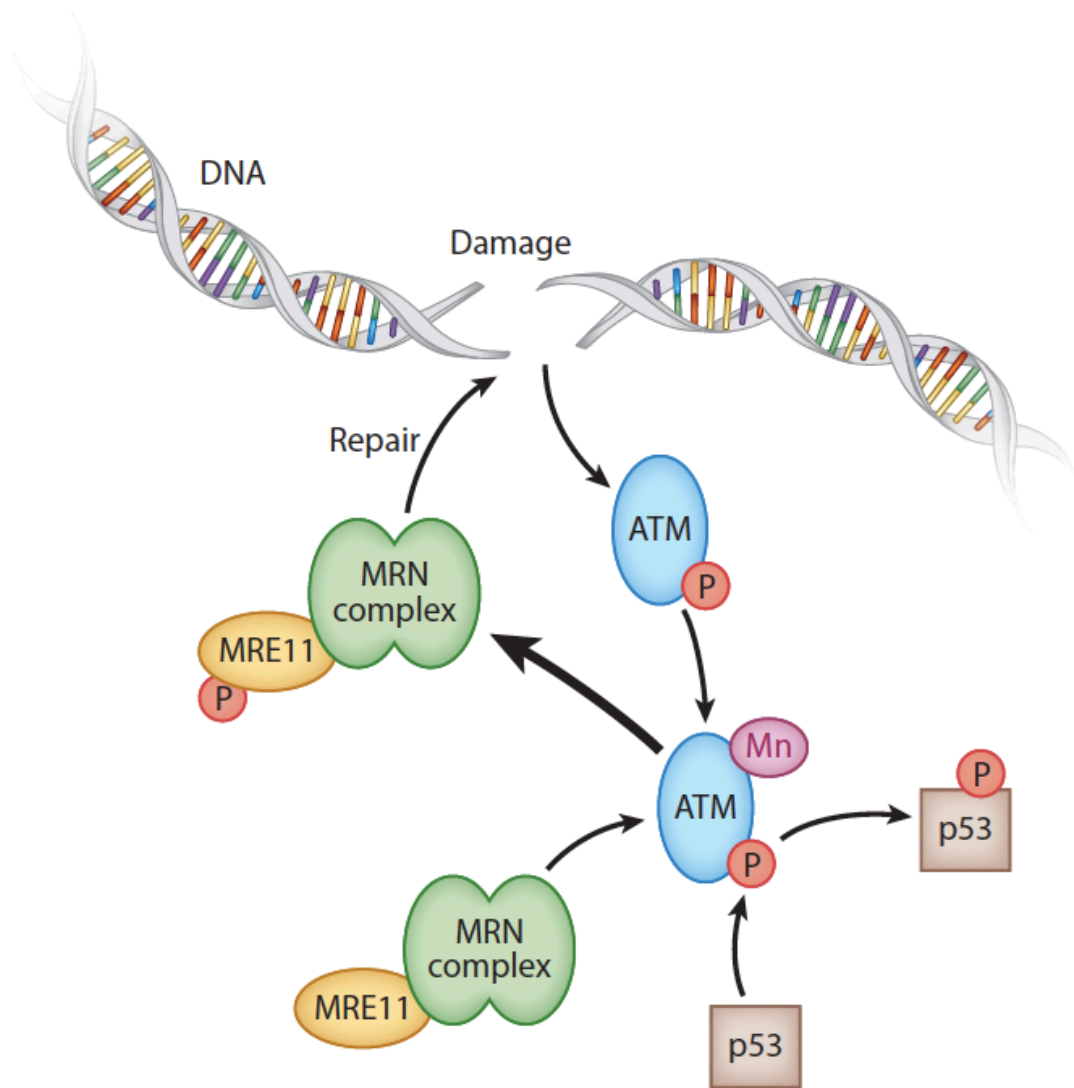 DNA
Damage
Repair
ATM
P
MRN
complex
MRE11
P
Mn
ATM
P
P
p53
MRN
complex
MRE11
p53